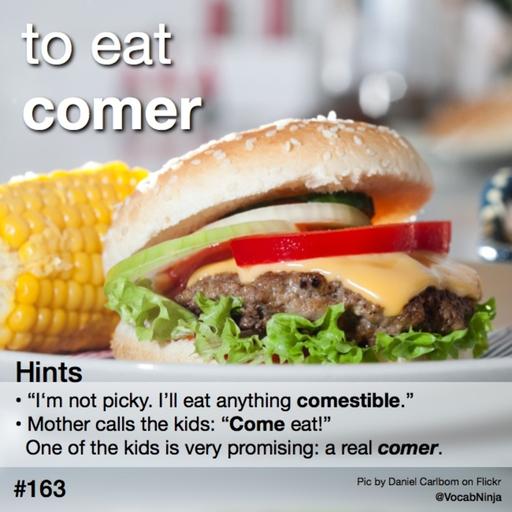 to eat
comer
Hints
• “I‘m not picky. I’ll eat anything comestible.”
• Mother calls the kids: “Come eat!”
One of the kids is very promising: a real comer.
#163
Pic by Daniel Carlbom on Flickr
@VocabNinja